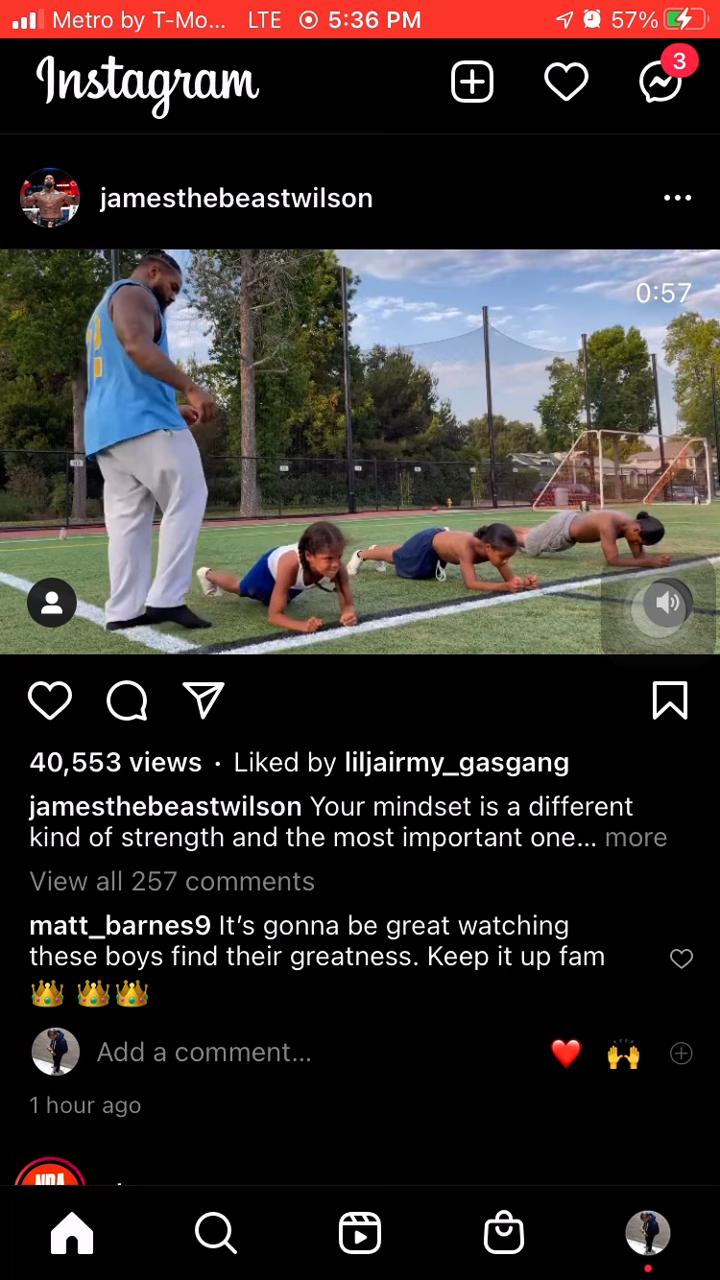 Metro by T-Mo... LTE 5:36 PM 57%
Instagram 3
jamesthebeastwilson
0:57
40,553 views · Liked by liljairmy_gasgang
jamesthebeastwilson Your mindset is a different
kind of strength and the most important one... more
View all 257 comments
matt_barnes9 It’s gonna be great watching
these boys find their greatness. Keep it up fam
👑 👑👑
Add a comment... ❤️ 🙌
1 hour ago